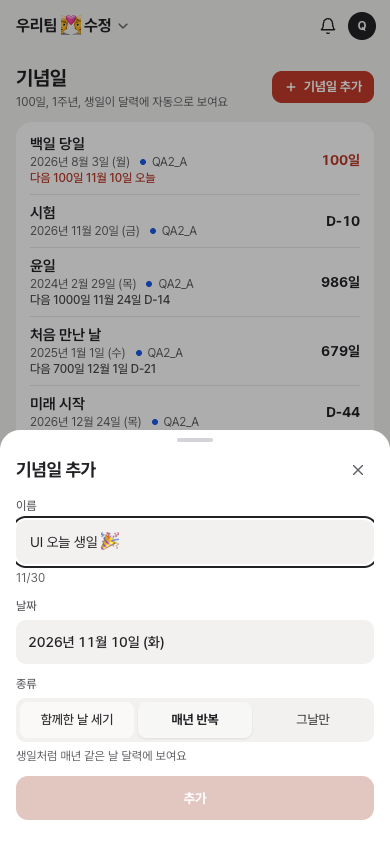 우리팀👩‍❤️‍👨수정
Q
기념일
100일, 1주년, 생일이 달력에 자동으로 보여요
+ 기념일 추가
백일 당일
2026년 8월 3일 (월) ● QA2_A
다음 100일 11월 10일 오늘
100일
시험
2026년 11월 20일 (금) ● QA2_A
D-10
윤일
2024년 2월 29일 (목) ● QA2_A
다음 1000일 11월 24일 D-14
986일
처음 만난 날
2025년 1월 1일 (수) ● QA2_A
다음 700일 12월 1일 D-21
679일
미래 시작
2026년 12월 24일 (목) ● QA2_A
D-44
기념일 추가
이름
UI 오늘 생일🎉
11/30
날짜
2026년 11월 10일 (화)
종류
함께한 날 세기
매년 반복
그날만
생일처럼 매년 같은 날 달력에 보여요
추가